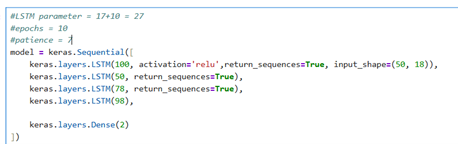 #LSTM parameter = 17+10 = 27
#epochs = 10
#patience = 7
model = keras.Sequential([
    keras.layers.LSTM(100, activation='relu',return_sequences=True, input_shape=(50, 18)),
    keras.layers.LSTM(50, return_sequences=True),
    keras.layers.LSTM(78, return_sequences=True),
    keras.layers.LSTM(98),
    keras.layers.Dense(2)
])